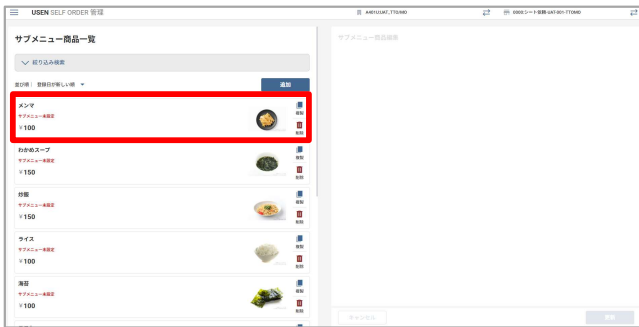 USEN SELF ORDER 管理
サブメニュー商品一覧
絞り込み検索
並び順： 登録日が新しい順
追加
メンマ
サブメニュー未設定
¥100
複製
削除
わかめスープ
サブメニュー未設定
¥150
複製
削除
炒飯
サブメニュー未設定
¥150
複製
削除
ライス
サブメニュー未設定
¥100
複製
削除
海苔
サブメニュー未設定
¥100
複製
削除
サブメニュー商品編集
キャンセル
更新